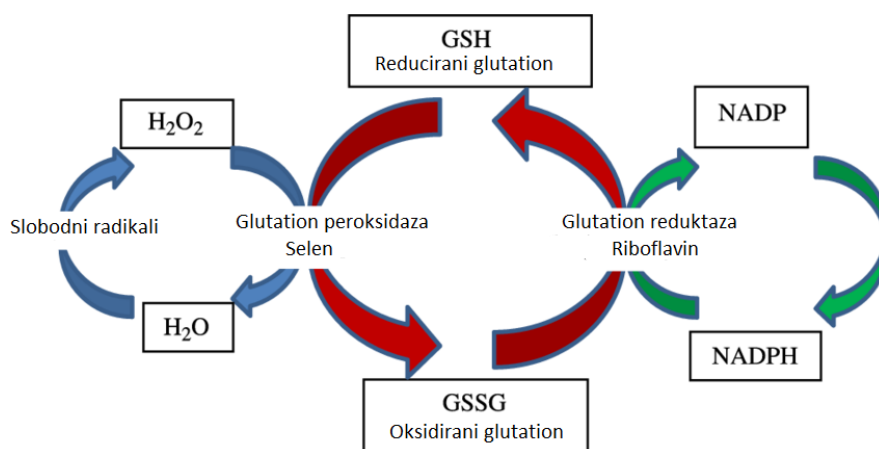 GSH
Reducirani glutation
H₂O₂
NADP
Slobodni radikali
Glutation peroksidaza
Selen
Glutation reduktaza
Riboflavin
H₂O
NADPH
GSSG
Oksidirani glutation